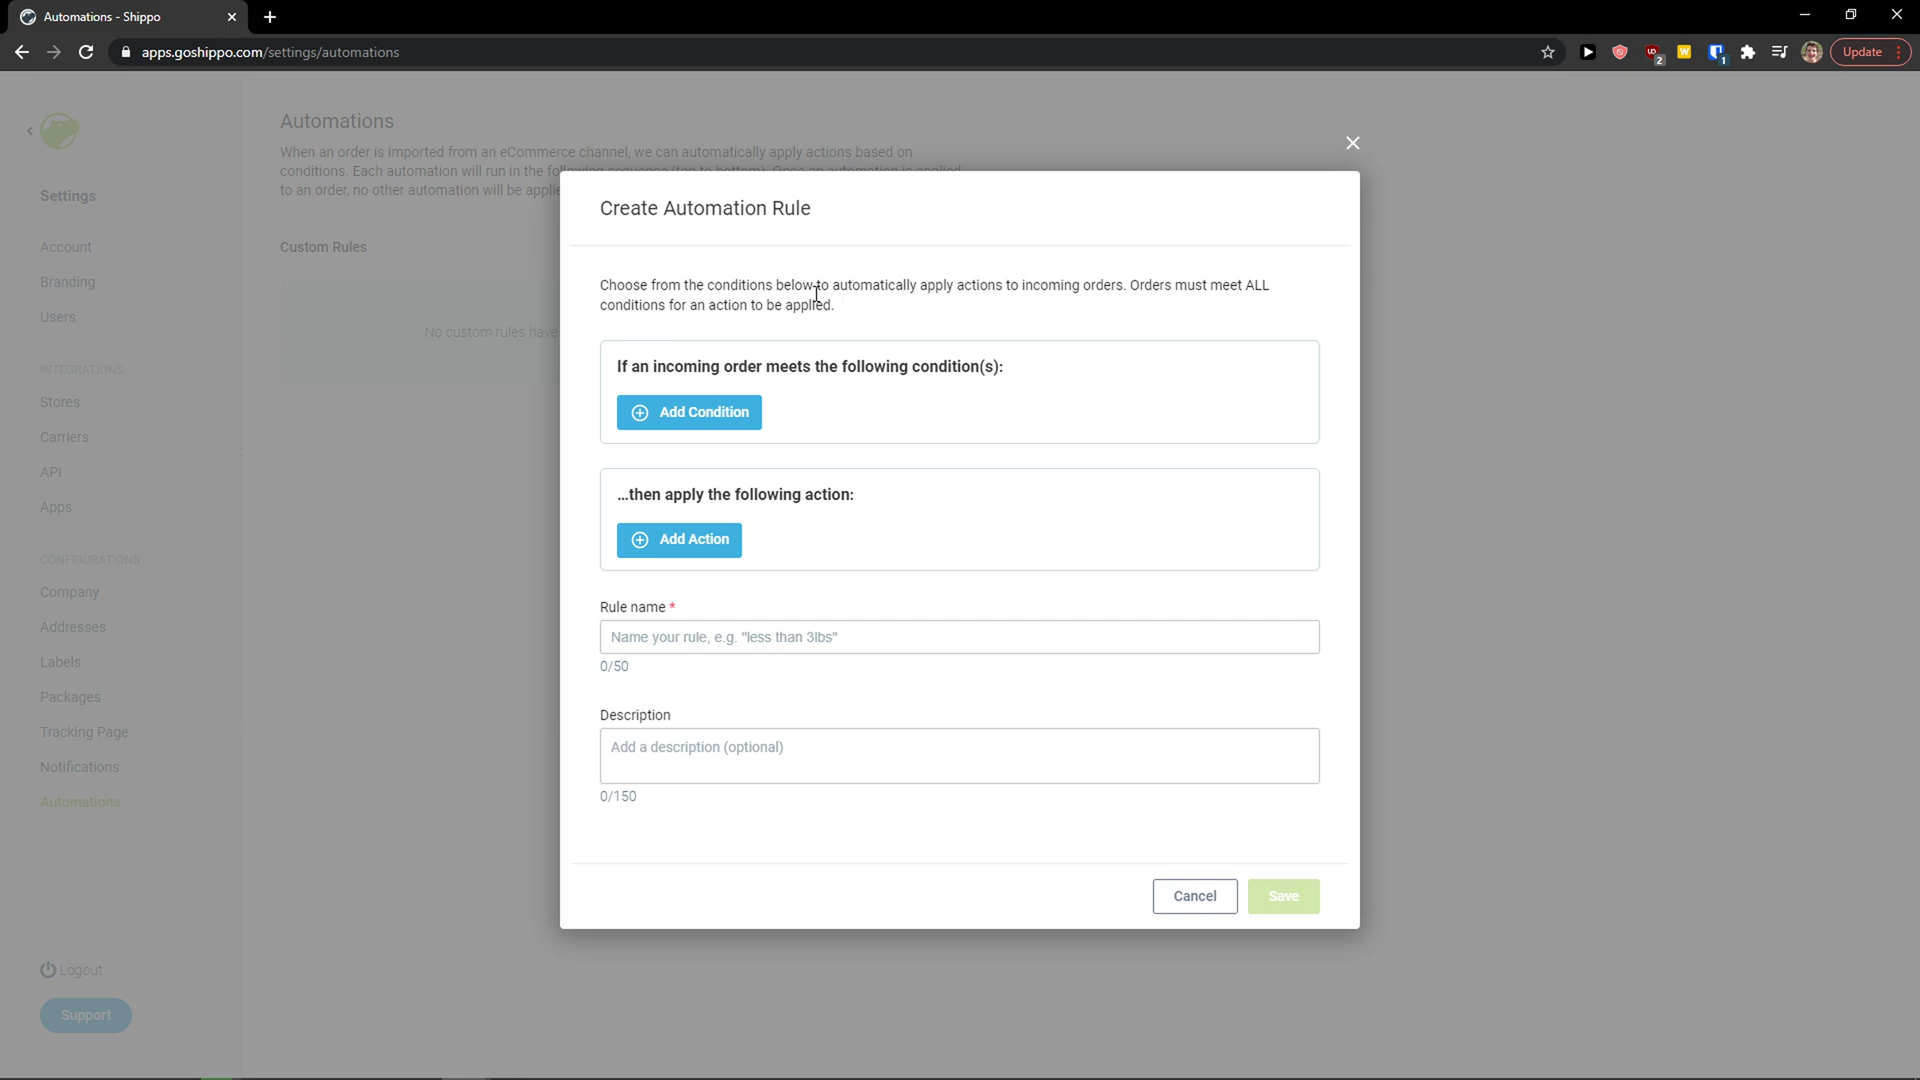 Automations - Shippo
apps.goshippo.com/settings/automations
2
1
Update
Automations
When an order is imported from an eCommerce channel, we can automatically apply actions based on
conditions. Each automation will run in the following sequence (top to bottom). Once an automation is applied
to an order, no other automation will be applie
Settings
Account
Branding
Users
INTEGRATIONS
Stores
Carriers
API
Apps
CONFIGURATIONS
Company
Addresses
Labels
Packages
Tracking Page
Notifications
Automations
Logout
Support
Custom Rules
No custom rules have
Create Automation Rule
Choose from the conditions below to automatically apply actions to incoming orders. Orders must meet ALL
conditions for an action to be applied.
If an incoming order meets the following condition(s):
Add Condition
...then apply the following action:
Add Action
Rule name *
Name your rule, e.g. "less than 3lbs"
0/50
Description
Add a description (optional)
0/150
Cancel
Save